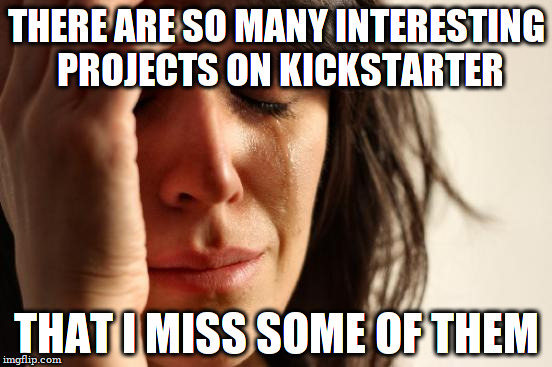 THERE ARE SO MANY INTERESTING
PROJECTS ON KICKSTARTER
THAT I MISS SOME OF THEM
imgflip.com